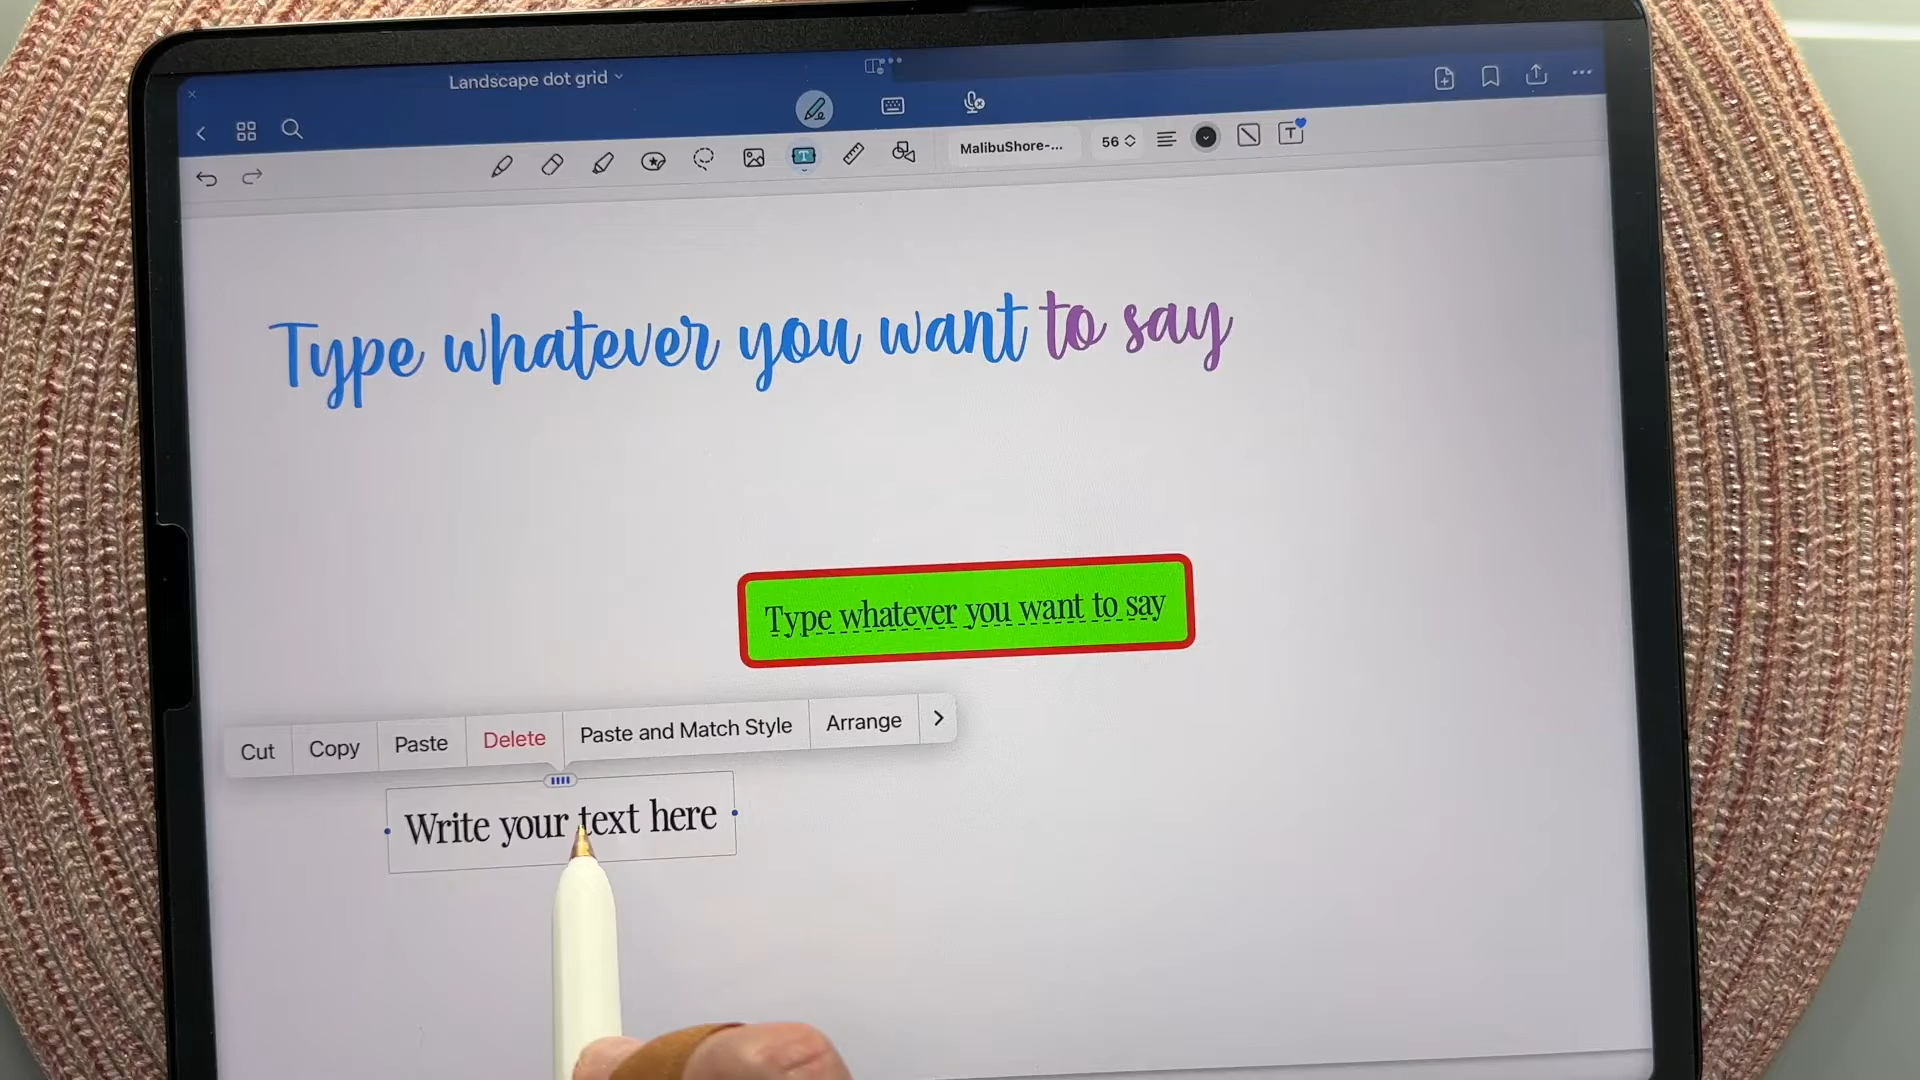 Landscape dot grid
MalibuShore-... 56
Type whatever you want to say
Type whatever you want to say
Cut Copy Paste Delete Paste and Match Style Arrange
Write your text here